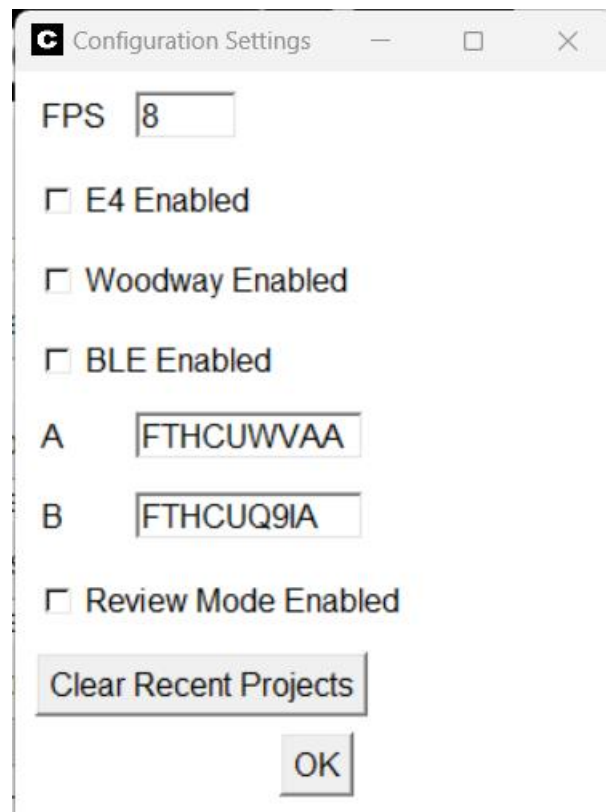 C Configuration Settings
FPS 8
E4 Enabled
Woodway Enabled
BLE Enabled
A FTHCUWVAA
B FTHCUQ9IA
Review Mode Enabled
Clear Recent Projects
OK